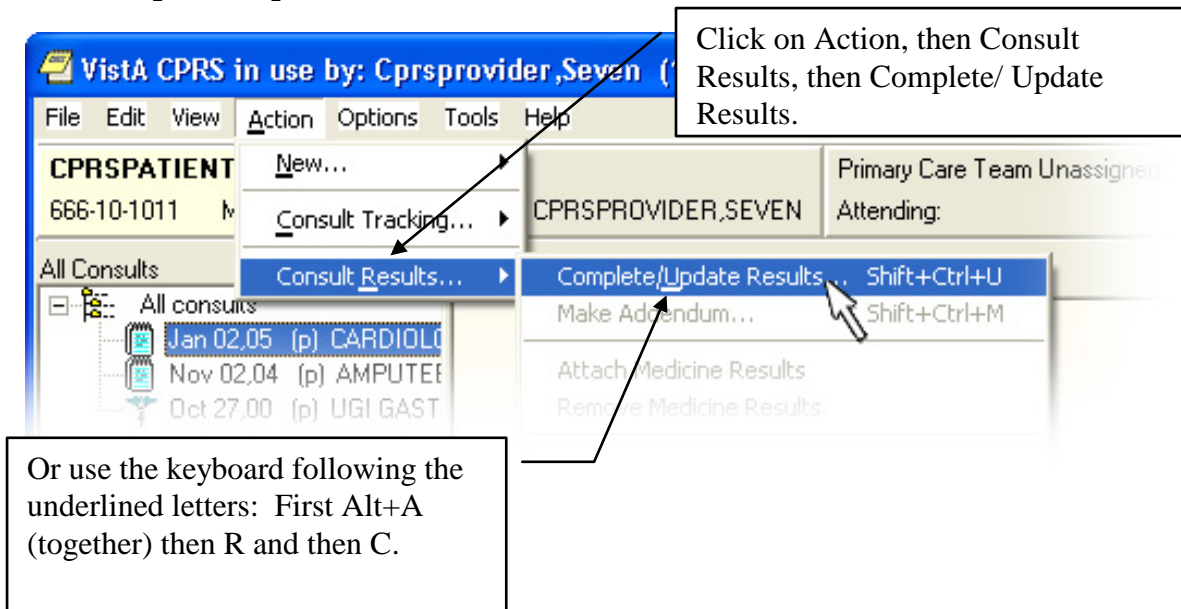 Click on Action, then Consult
Results, then Complete/ Update
Results.
VistA CPRS in use by: Cprsprovider,Seven (
File Edit View Action Options Tools Help
CPRSPATIENT
666-10-1011
New...
Consult Tracking...
Consult Results...
CPRSPROVIDER,SEVEN
Primary Care Team Unassigned
Attending:
All Consults
All consults
Jan 02,05 (p) CARDIOLO
Nov 02,04 (p) AMPUTEE
Oct 27,00 (p) UGI GAST
Complete/Update Results... Shift+Ctrl+U
Make Addendum... Shift+Ctrl+M
Attach Medicine Results
Remove Medicine Results
Or use the keyboard following the
underlined letters: First Alt+A
(together) then R and then C.